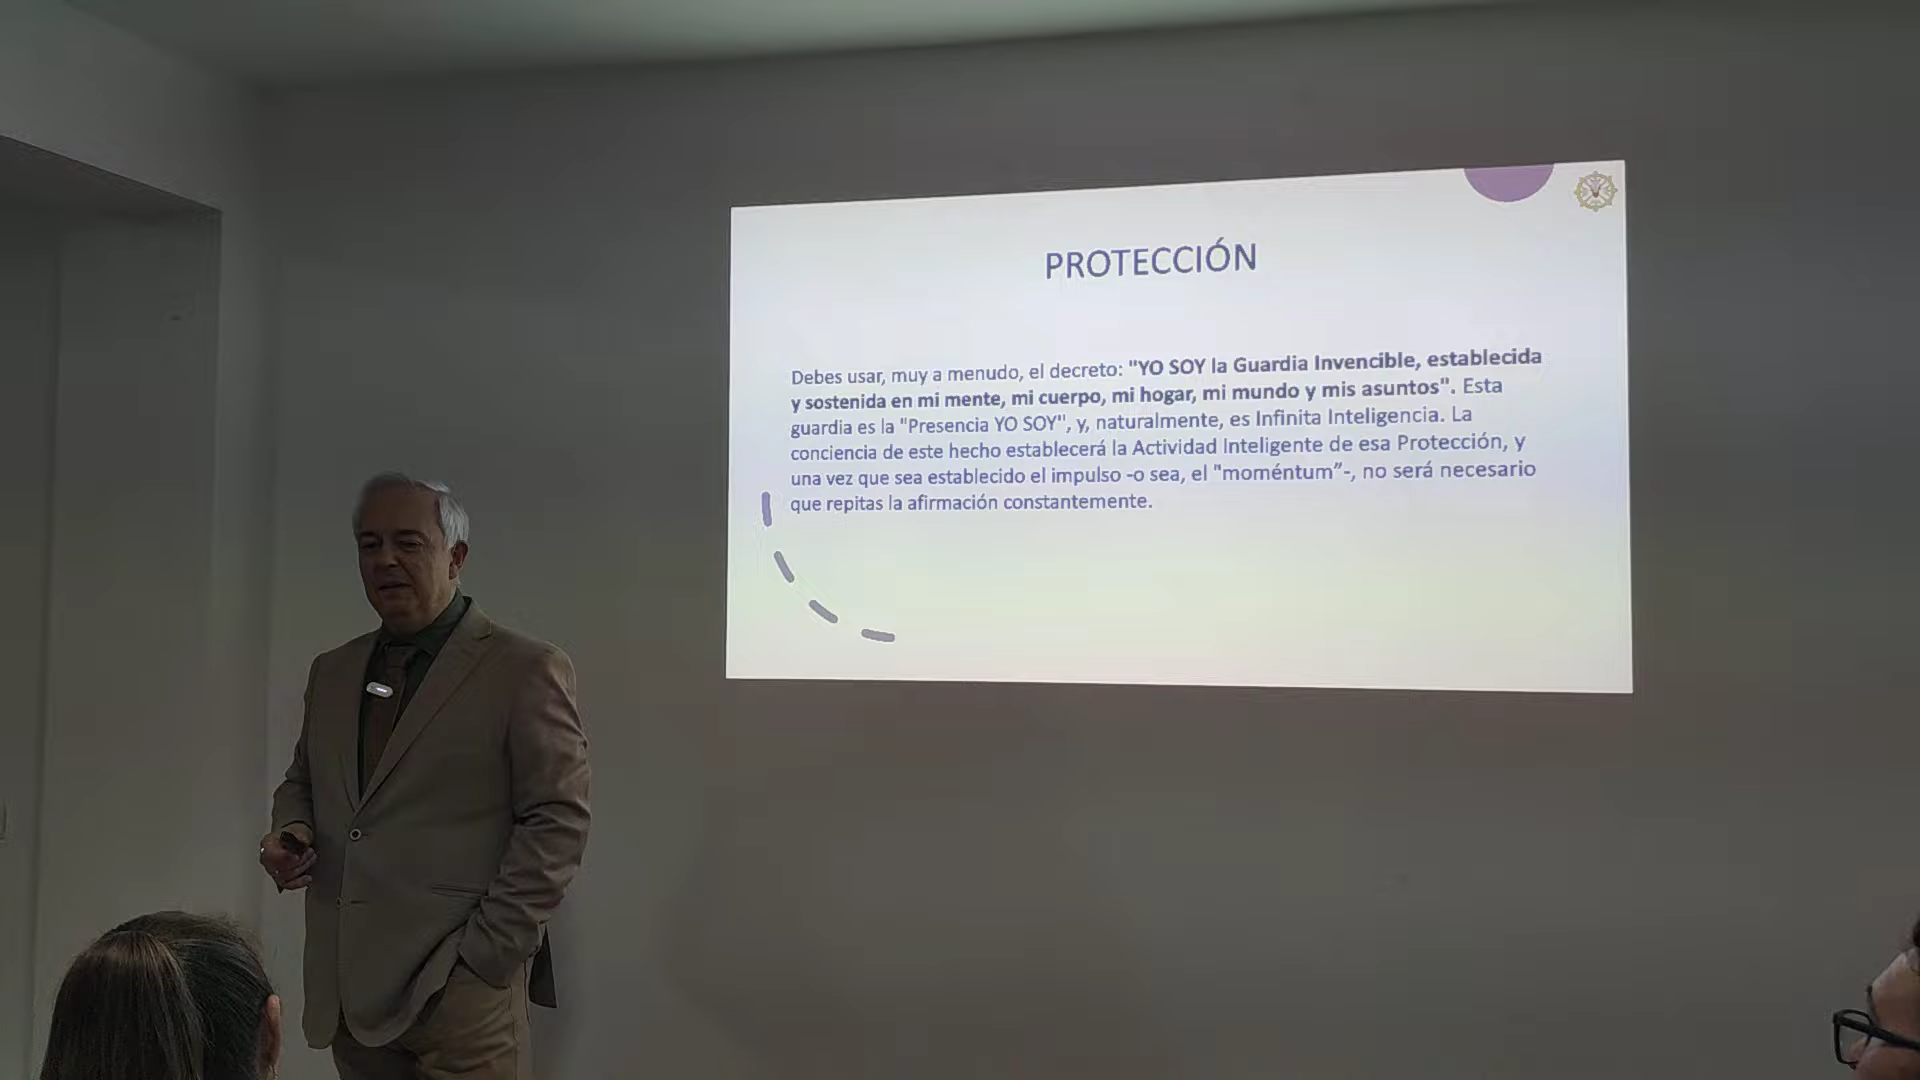 PROTECCIÓN
Debes usar, muy a menudo, el decreto: "YO SOY la Guardia Invencible, establecida
y sostenida en mi mente, mi cuerpo, mi hogar, mi mundo y mis asuntos". Esta
guardia es la "Presencia YO SOY", y, naturalmente, es Infinita Inteligencia. La
conciencia de este hecho establecerá la Actividad Inteligente de esa Protección, y
una vez que sea establecido el impulso -o sea, el "moméntum”-, no será necesario
que repitas la afirmación constantemente.